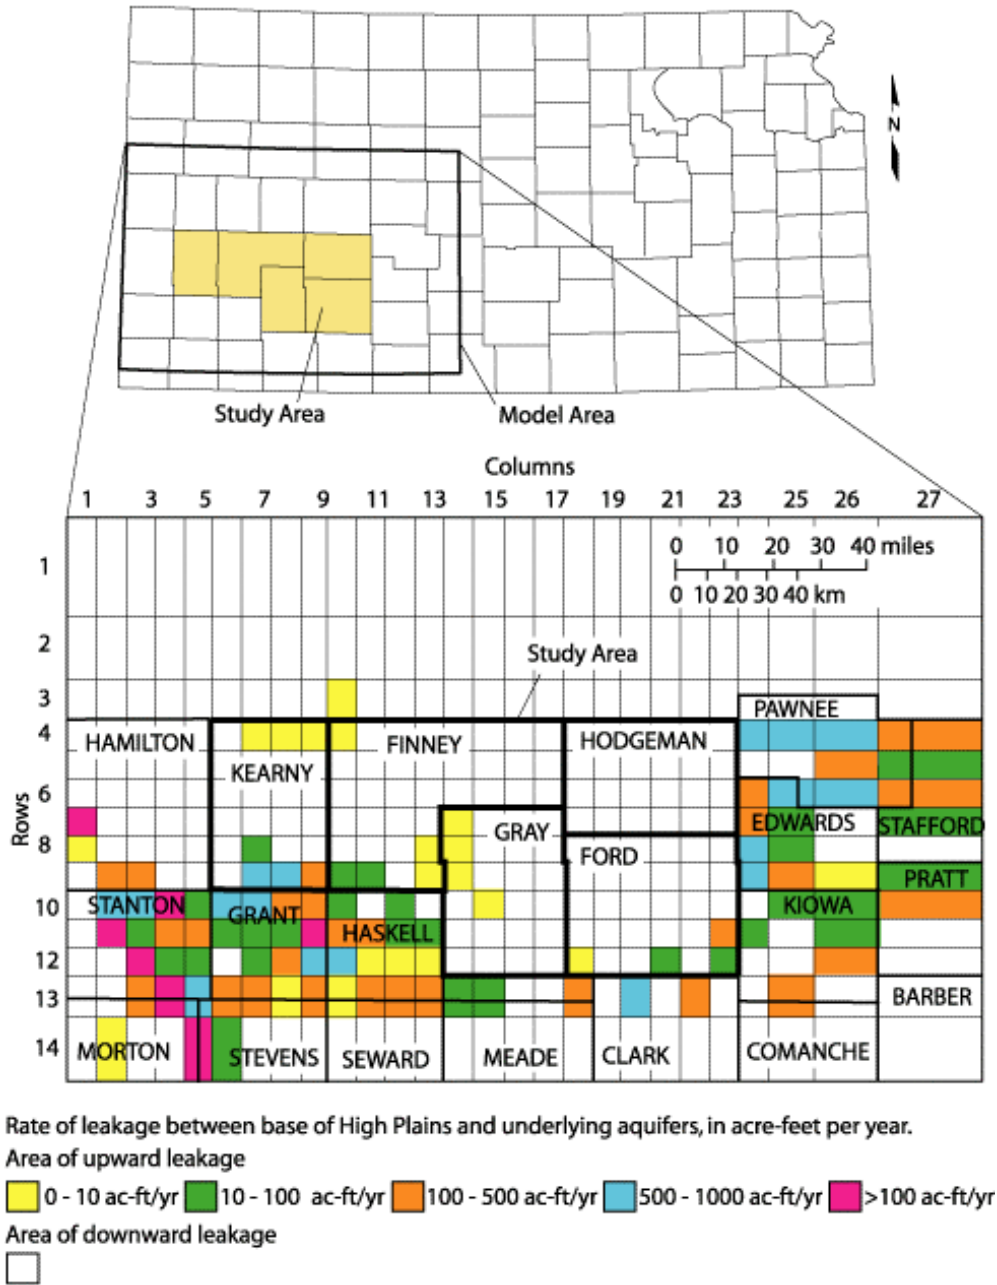 N
Study Area
Model Area
Columns
1 3 5 7 9 11 13 15 17 19 21 23 25 26 27
0 10 20 30 40 miles
0 10 20 30 40 km
Rows
1
2
Study Area
3
PAWNEE
4
HAMILTON
FINNEY
HODGEMAN
KEARNY
6
GRAY
EDWARDS
STAFFORD
8
FORD
PRATT
10
STANTON
GRANT
KIOWA
HASKELL
12
13
BARBER
14
MORTON
STEVENS
SEWARD
MEADE
CLARK
COMANCHE
Rate of leakage between base of High Plains and underlying aquifers, in acre-feet per year.
Area of upward leakage
0 - 10 ac-ft/yr 10 - 100 ac-ft/yr 100 - 500 ac-ft/yr 500 - 1000 ac-ft/yr >100 ac-ft/yr
Area of downward leakage